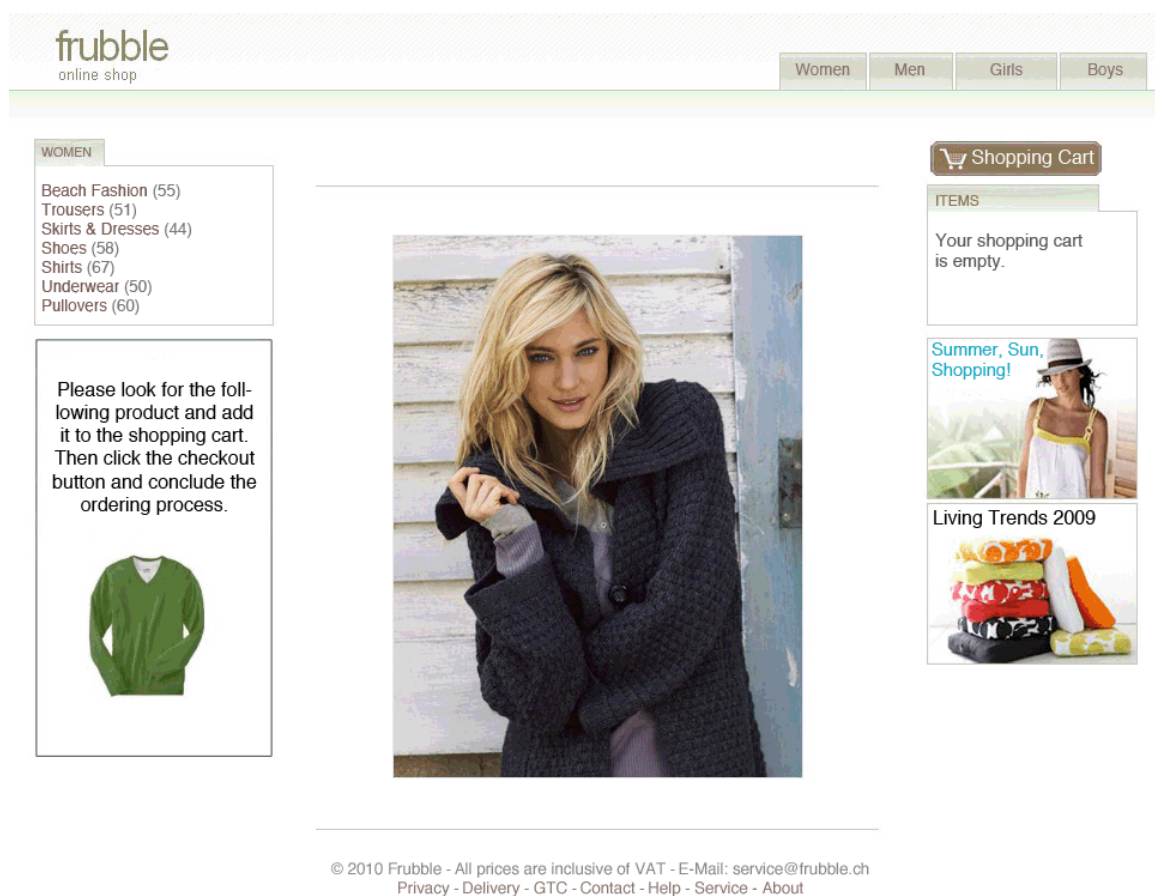 frubble
online shop
Women
Men
Girls
Boys
WOMEN
Beach Fashion (55)
Trousers (51)
Skirts & Dresses (44)
Shoes (58)
Shirts (67)
Underwear (50)
Pullovers (60)
Please look for the foll-
lowing product and add
it to the shopping cart.
Then click the checkout
button and conclude the
ordering process.
Shopping Cart
ITEMS
Your shopping cart
is empty.
Summer, Sun,
Shopping!
Living Trends 2009
© 2010 Frubble - All prices are inclusive of VAT - E-Mail: service@frubble.ch
Privacy - Delivery - GTC - Contact - Help - Service - About